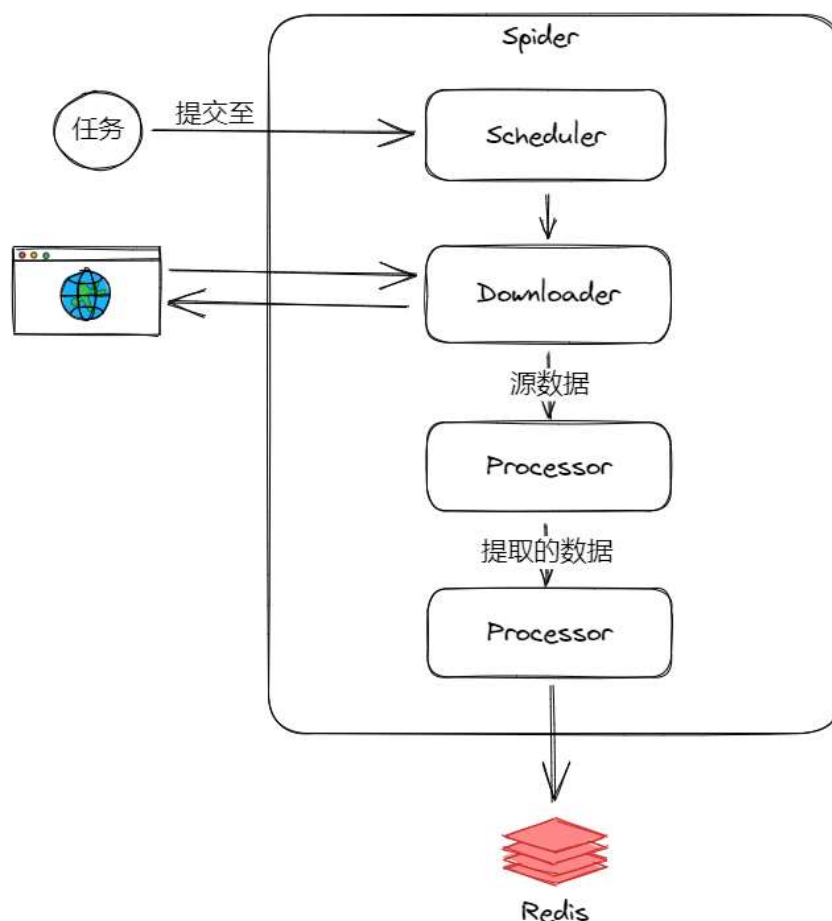 Spider
任务
提交至
Scheduler
Downloader
源数据
Processor
提取的数据
Processor
Redis